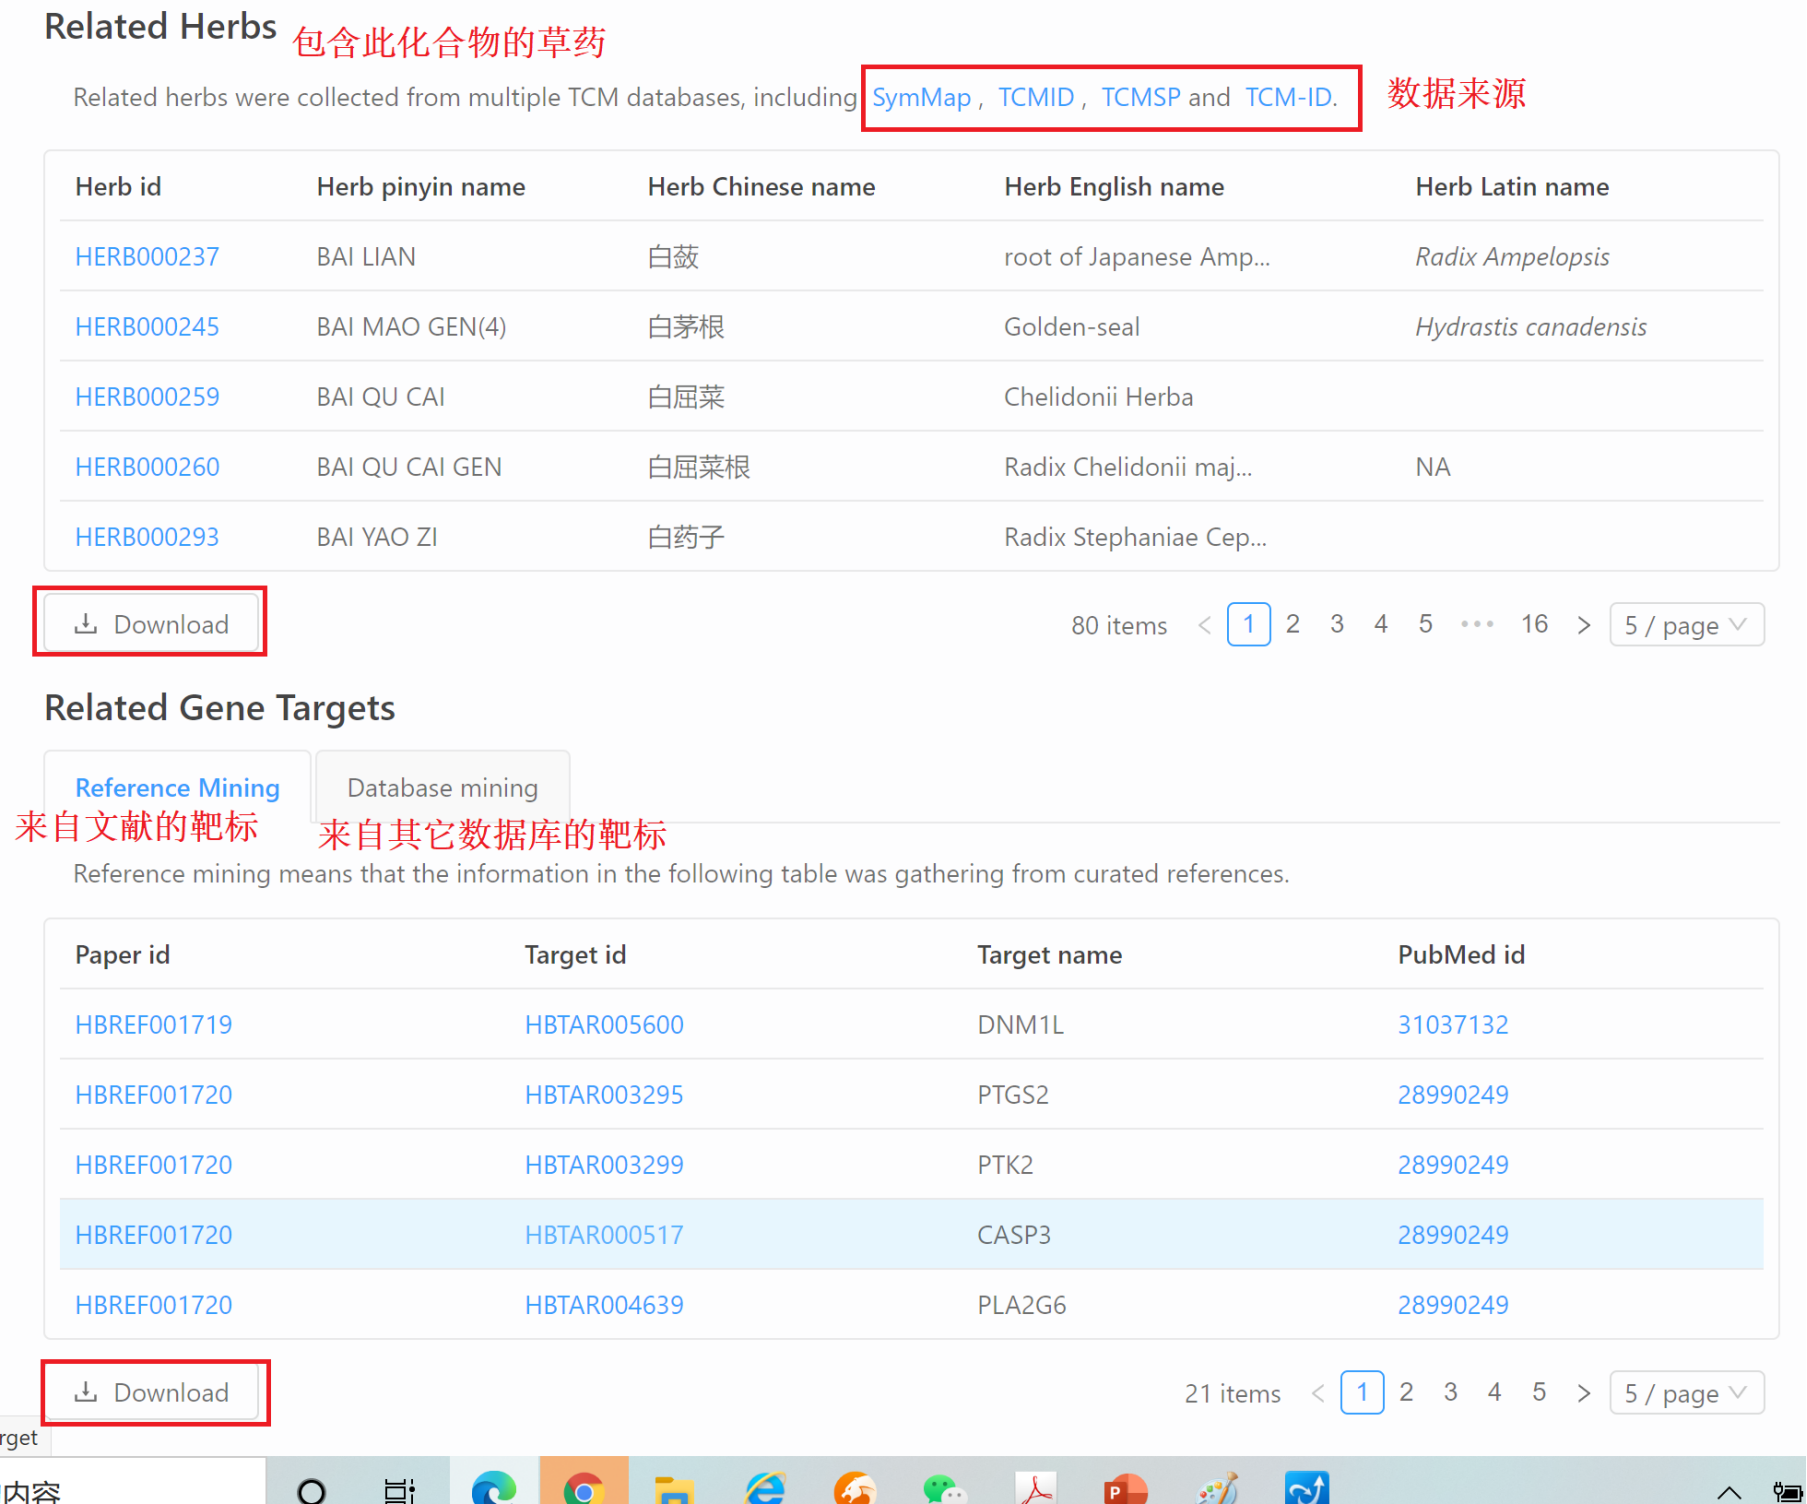 Related Herbs 包含此化合物的草药
Related herbs were collected from multiple TCM databases, including SymMap , TCMID , TCMSP and TCM-ID. 数据来源
Herb id Herb pinyin name Herb Chinese name Herb English name Herb Latin name
HERB000237 BAI LIAN 白蔹 root of Japanese Amp... Radix Ampelopsis
HERB000245 BAI MAO GEN(4) 白茅根 Golden-seal Hydrastis canadensis
HERB000259 BAI QU CAI 白屈菜 Chelidonii Herba
HERB000260 BAI QU CAI GEN 白屈菜根 Radix Chelidonii maj... NA
HERB000293 BAI YAO ZI 白药子 Radix Stephaniae Cep...
Download 80 items < 1 2 3 4 5 ••• 16 > 5 / page
Related Gene Targets
Reference Mining Database mining
来自文献的靶标 来自其它数据库的靶标
Reference mining means that the information in the following table was gathering from curated references.
Paper id Target id Target name PubMed id
HBREF001719 HBTAR005600 DNM1L 31037132
HBREF001720 HBTAR003295 PTGS2 28990249
HBREF001720 HBTAR003299 PTK2 28990249
HBREF001720 HBTAR000517 CASP3 28990249
HBREF001720 HBTAR004639 PLA2G6 28990249
Download 21 items < 1 2 3 4 5 > 5 / page
rget
内容